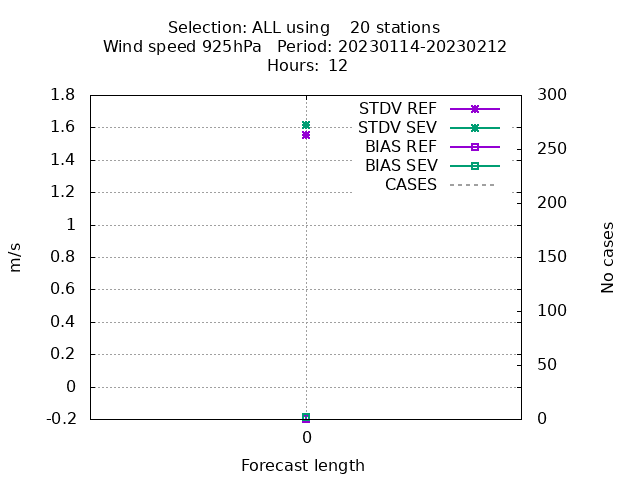 Selection: ALL using    20 stations
Wind speed 925hPa   Period: 20230114-20230212
Hours:  12
1.8
1.6
1.4
1.2
1
0.8
0.6
0.4
0.2
0
-0.2
m/s
STDV REF
STDV SEV
BIAS REF
BIAS SEV
CASES
300
250
200
150
100
50
0
No cases
0
Forecast length